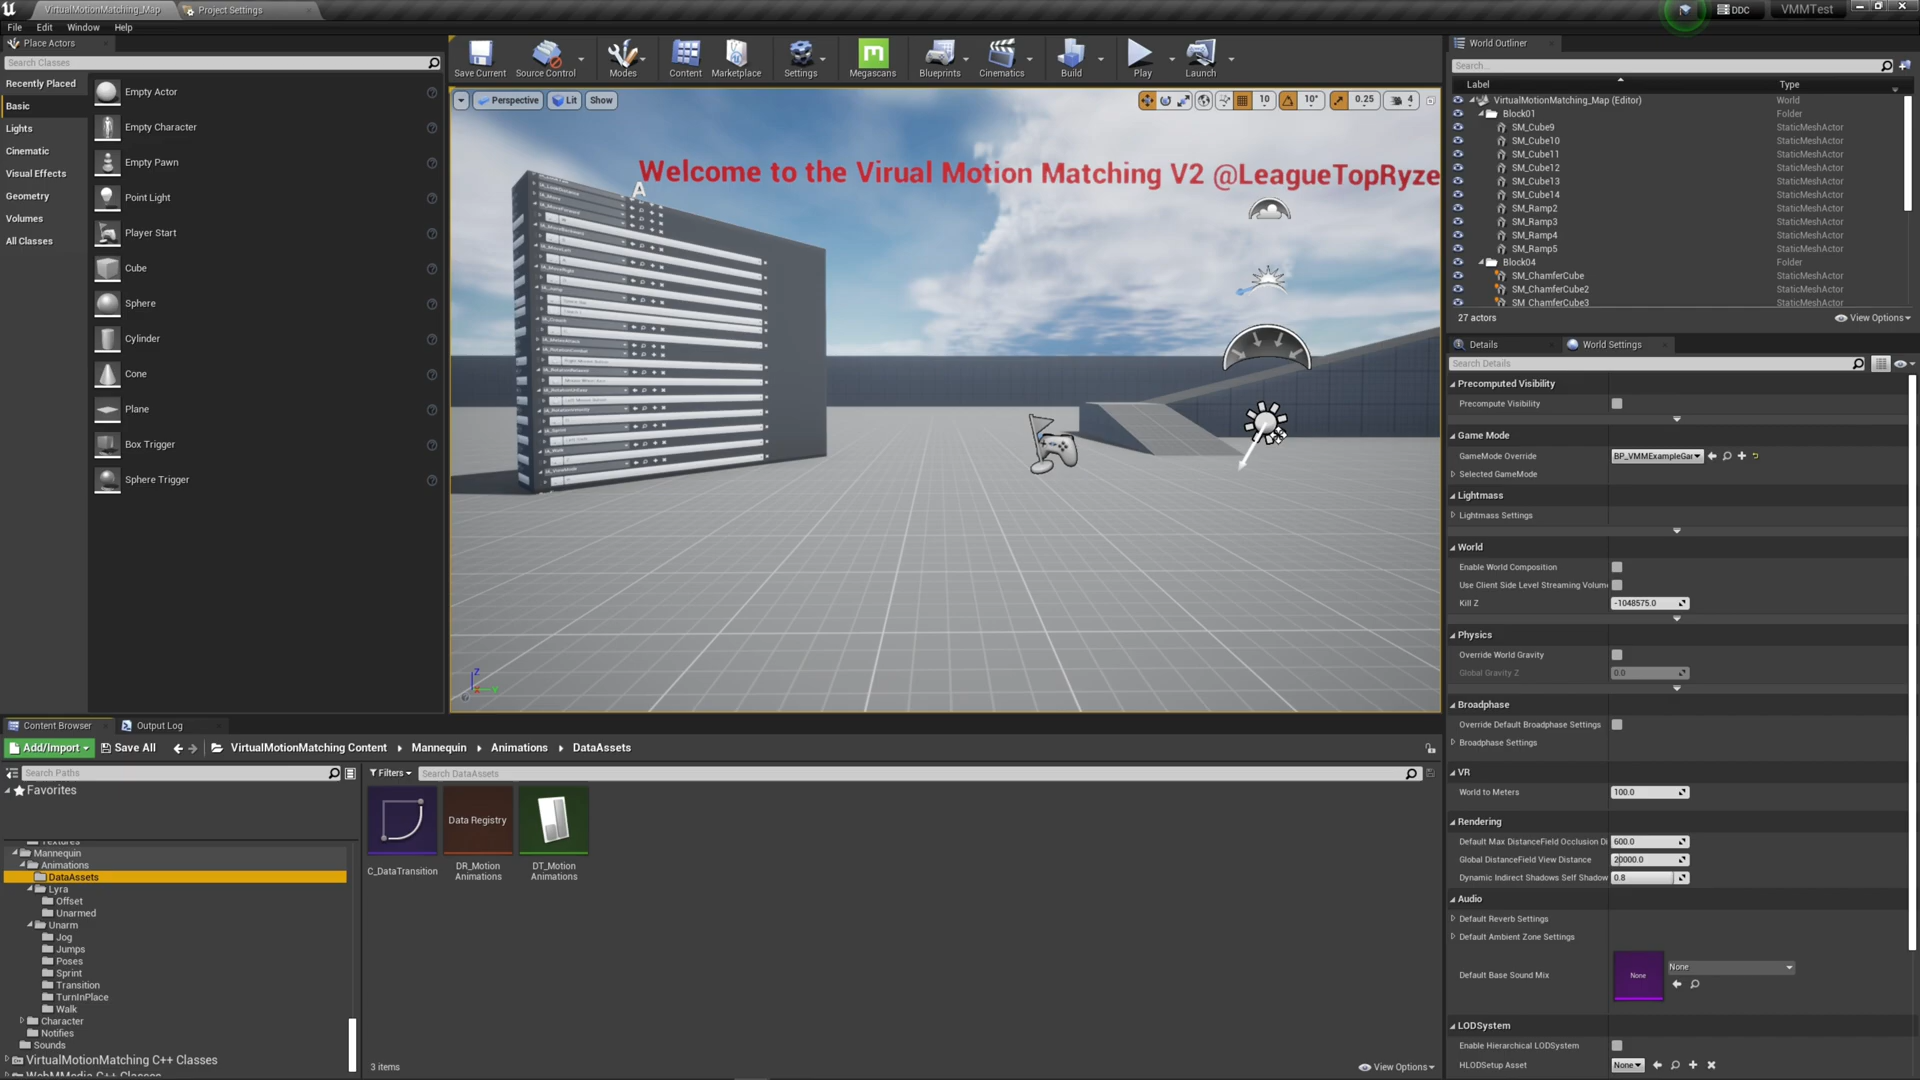 VirtualMotionMatching_Map
Project Settings
DDC
VMMTest
File Edit Window Help
Place Actors
Search Classes
Recently Placed
Basic
Lights
Cinematic
Visual Effects
Geometry
Volumes
All Classes
Empty Actor
Empty Character
Empty Pawn
Point Light
Player Start
Cube
Sphere
Cylinder
Cone
Plane
Box Trigger
Sphere Trigger
Save Current
Source Control
Modes
Content
Marketplace
Settings
Megascans
Blueprints
Cinematics
Build
Play
Launch
Perspective Lit Show
10 10° 0.25 4
Welcome to the Virual Motion Matching V2 @LeagueTopRyze
A
Z
Y
World Outliner
Search...
Label Type
VirtualMotionMatching_Map (Editor) World
Block01 Folder
SM_Cube9 StaticMeshActor
SM_Cube10 StaticMeshActor
SM_Cube11 StaticMeshActor
SM_Cube12 StaticMeshActor
SM_Cube13 StaticMeshActor
SM_Cube14 StaticMeshActor
SM_Ramp2 StaticMeshActor
SM_Ramp3 StaticMeshActor
SM_Ramp4 StaticMeshActor
SM_Ramp5 StaticMeshActor
Block04 Folder
SM_ChamferCube StaticMeshActor
SM_ChamferCube2 StaticMeshActor
SM_ChamferCube3 StaticMeshActor
27 actors View Options
Details World Settings
Search Details
Precomputed Visibility
Precompute Visibility
Game Mode
GameMode Override BP_VMMExampleGar
Selected GameMode
Lightmass
Lightmass Settings
World
Enable World Composition
Use Client Side Level Streaming Volum
Kill Z -1048575.0
Physics
Override World Gravity
Global Gravity Z 0.0
Broadphase
Override Default Broadphase Settings
Broadphase Settings
VR
World to Meters 100.0
Rendering
Default Max DistanceField Occlusion Di 600.0
Global DistanceField View Distance 20000.0
Dynamic Indirect Shadows Self Shadow 0.8
Audio
Default Reverb Settings
Default Ambient Zone Settings
Default Base Sound Mix None None
LODSystem
Enable Hierarchical LODSystem
HLODSetup Asset None
Content Browser Output Log
Add/Import Save All VirtualMotionMatching Content Mannequin Animations DataAssets
Search Paths
Filters Search DataAssets
Favorites
Textures
Mannequin
Animations
DataAssets
Lyra
Offset
Unarmed
Unarm
Jog
Jumps
Poses
Sprint
Transition
TurnInPlace
Walk
Character
Notifies
Sounds
VirtualMotionMatching C++ Classes
WebMMedia C++ Classes
C_DataTransition
Data Registry
DR_Motion
Animations
DT_Motion
Animations
3 items View Options